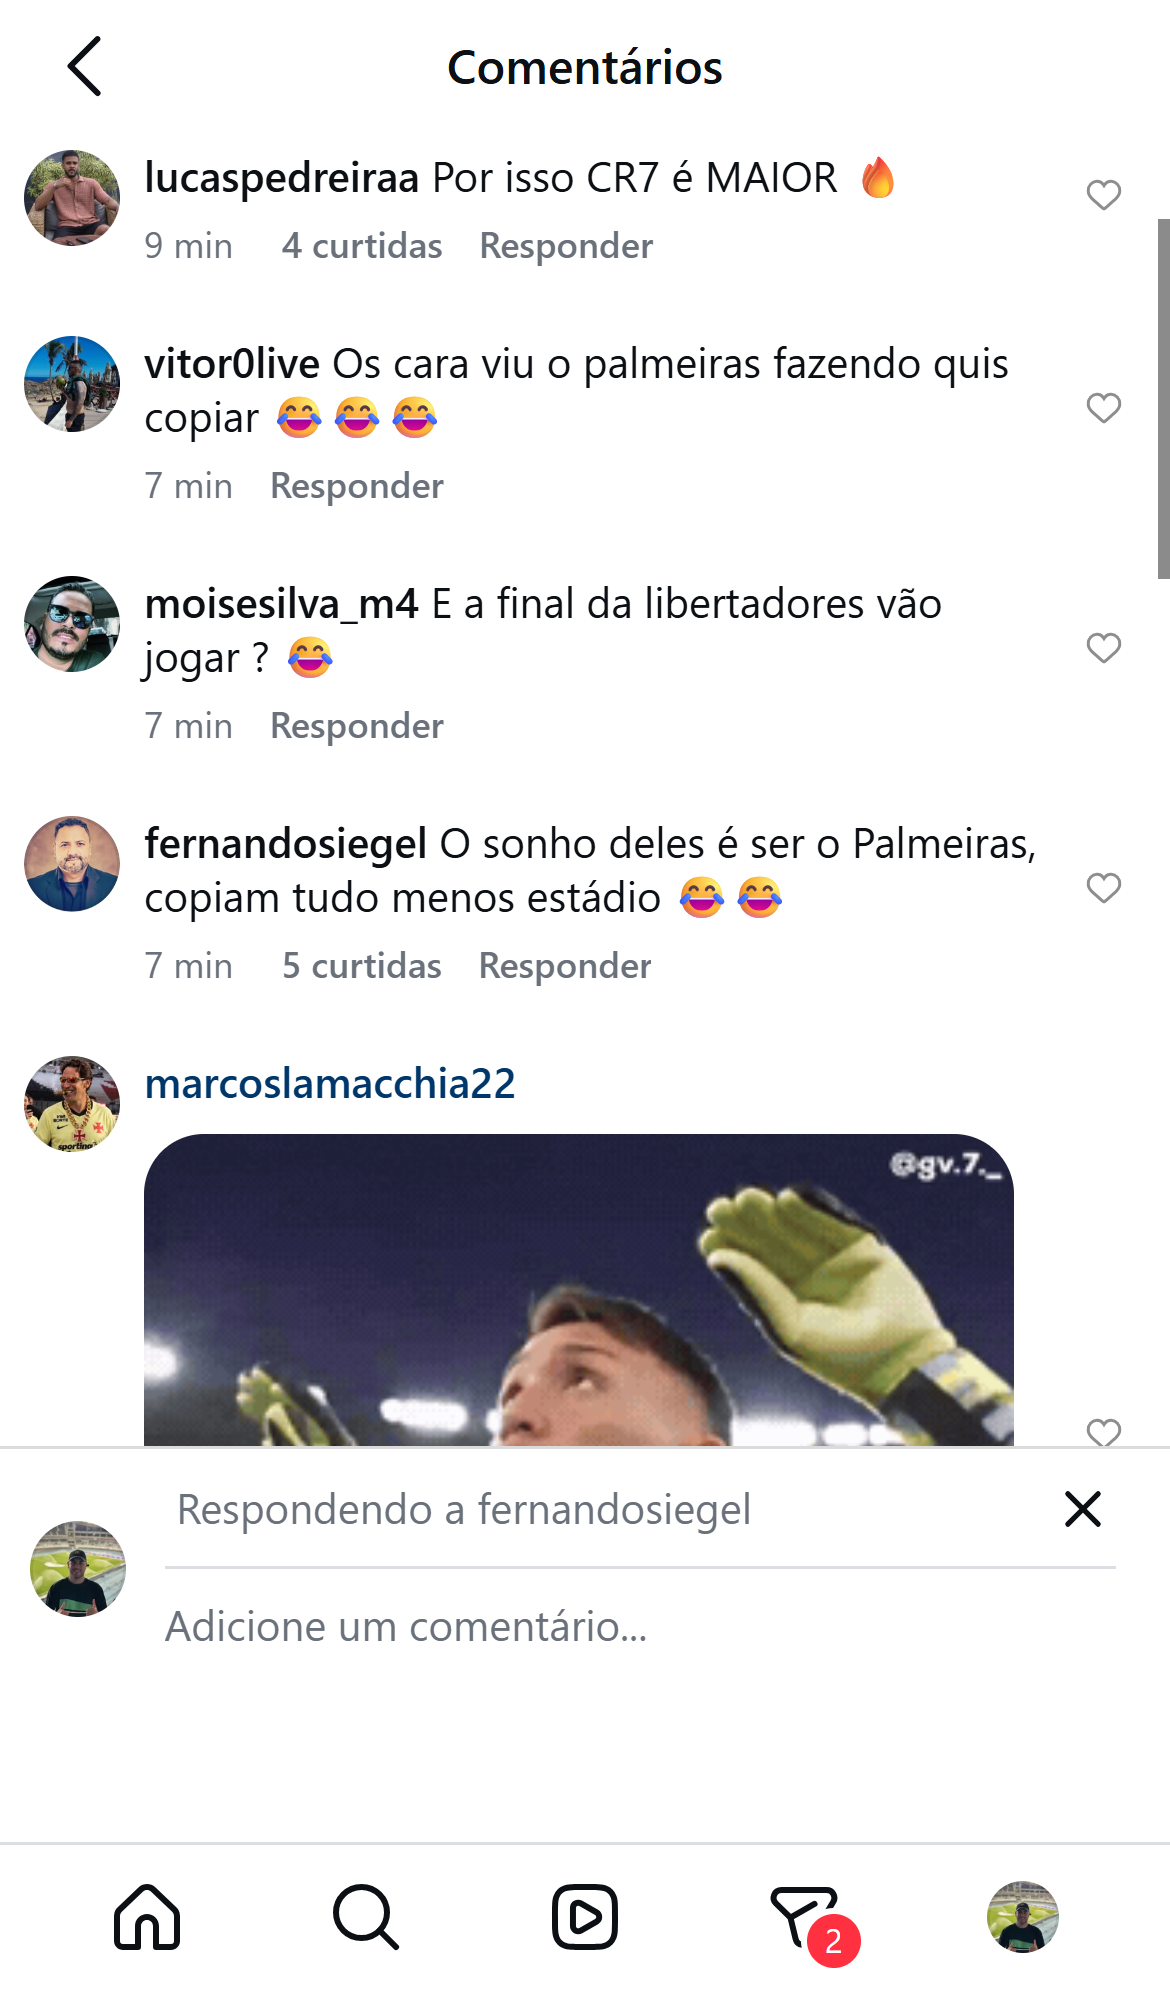 Comentários
lucaspedreiraa Por isso CR7 é MAIOR 🔥
9 min 4 curtidas Responder
vitor0live Os cara viu o palmeiras fazendo quis
copiar 😂😂😂
7 min Responder
moisesilva_m4 E a final da libertadores vão
jogar ? 😂
7 min Responder
fernandosiegel O sonho deles é ser o Palmeiras,
copiam tudo menos estádio 😂😂
7 min 5 curtidas Responder
marcoslamacchia22
@gv.7._
Respondendo a fernandosiegel
Adicione um comentário...
2